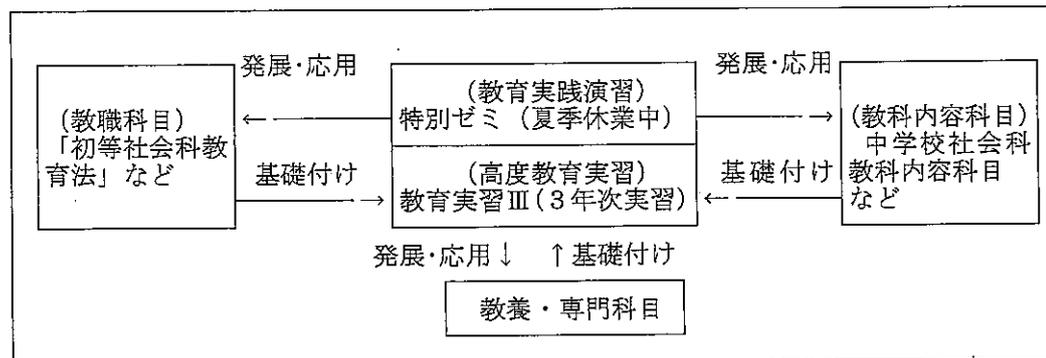 発展・応用
発展・応用
(教育実践演習)
特別ゼミ(夏季休業中)
(教職科目)
「初等社会科教
育法」など
←
→
(教科内容科目)
中学校社会科
教科内容科目
など
基礎付け
→
(高度教育実習)
教育実習Ⅲ(3年次実習)
基礎付け
←
発展・応用↓ ↑基礎付け
教養・専門科目